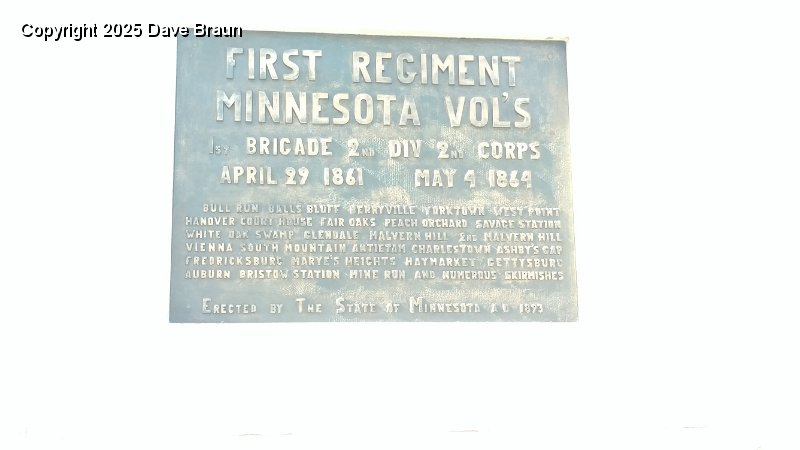 Copyright 2025 Dave Braun
FIRST REGIMENT
MINNESOTA VOL'S
1ST BRIGADE 2ND DIV 2ND CORPS
APRIL 29 1861 MAY 4 1864
BULL RUN BALLS BLUFF BERRYVILLE YORKTOWN WEST POINT
HANOVER COURT HOUSE FAIR OAKS PEACH ORCHARD SAVAGE STATION
WHITE OAK SWAMP GLENDALE MALVERN HILL 2ND MALVERN HILL
VIENNA SOUTH MOUNTAIN ANTIETAM CHARLESTOWN ASHBY'S GAP
FREDRICKSBURG MARYE'S HEIGHTS HAYMARKET GETTYSBURG
AUBURN BRISTOW STATION MINE RUN AND NUMEROUS SKIRMISHES
ERECTED BY THE STATE OF MINNESOTA A.D. 1893